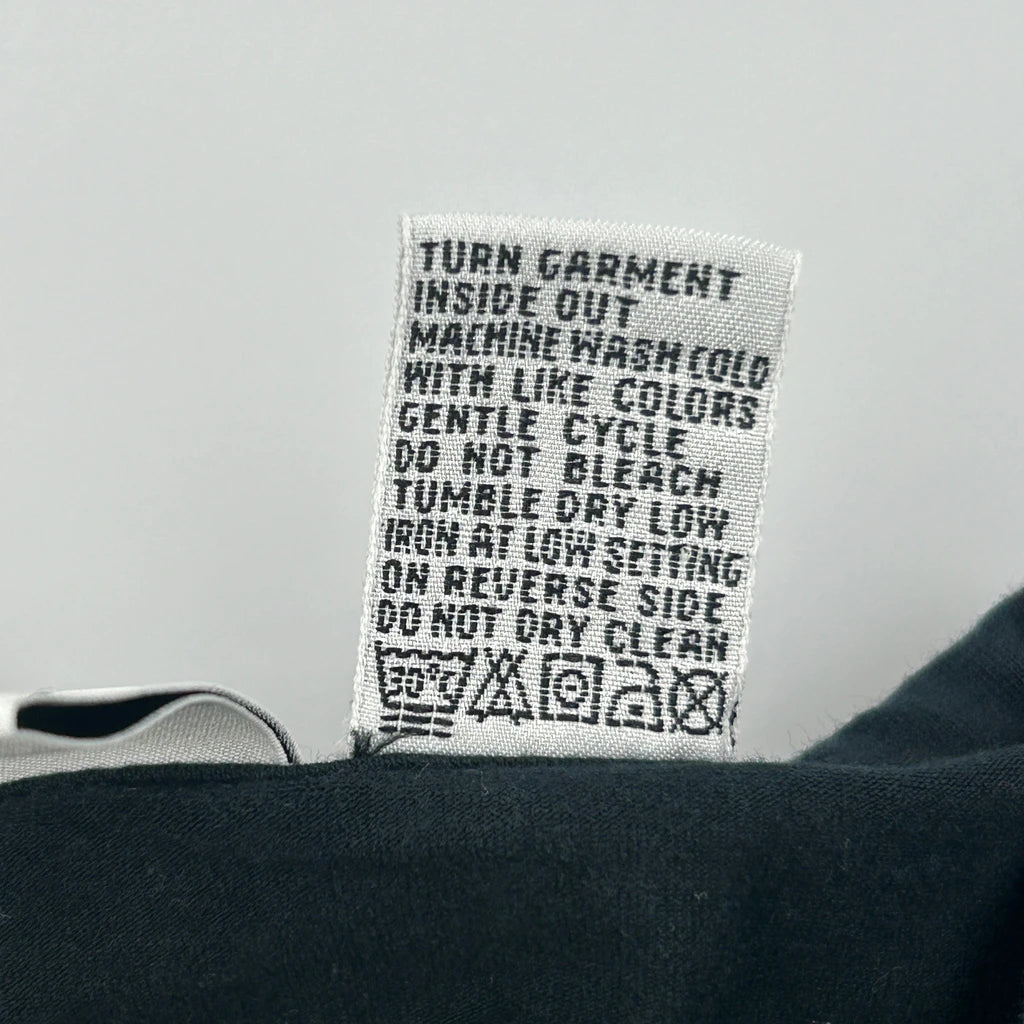 TURN GARMENT
INSIDE OUT
MACHINE WASH COLD
WITH LIKE COLORS
GENTLE CYCLE
DO NOT BLEACH
TUMBLE DRY LOW
IRON AT LOW SETTING
ON REVERSE SIDE
DO NOT DRY CLEAN
30°C